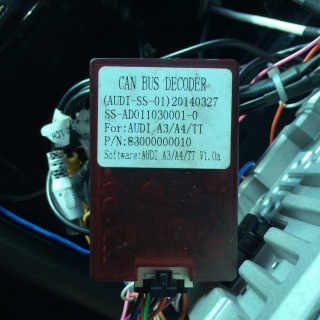 CAN BUS DECODER
(AUDI-SS-01)20140327
SS-AD011030001-0
For:AUDI A3/A4/TT
P/N:83000000010
Software:AUDI A3/A4/TT V1.0a